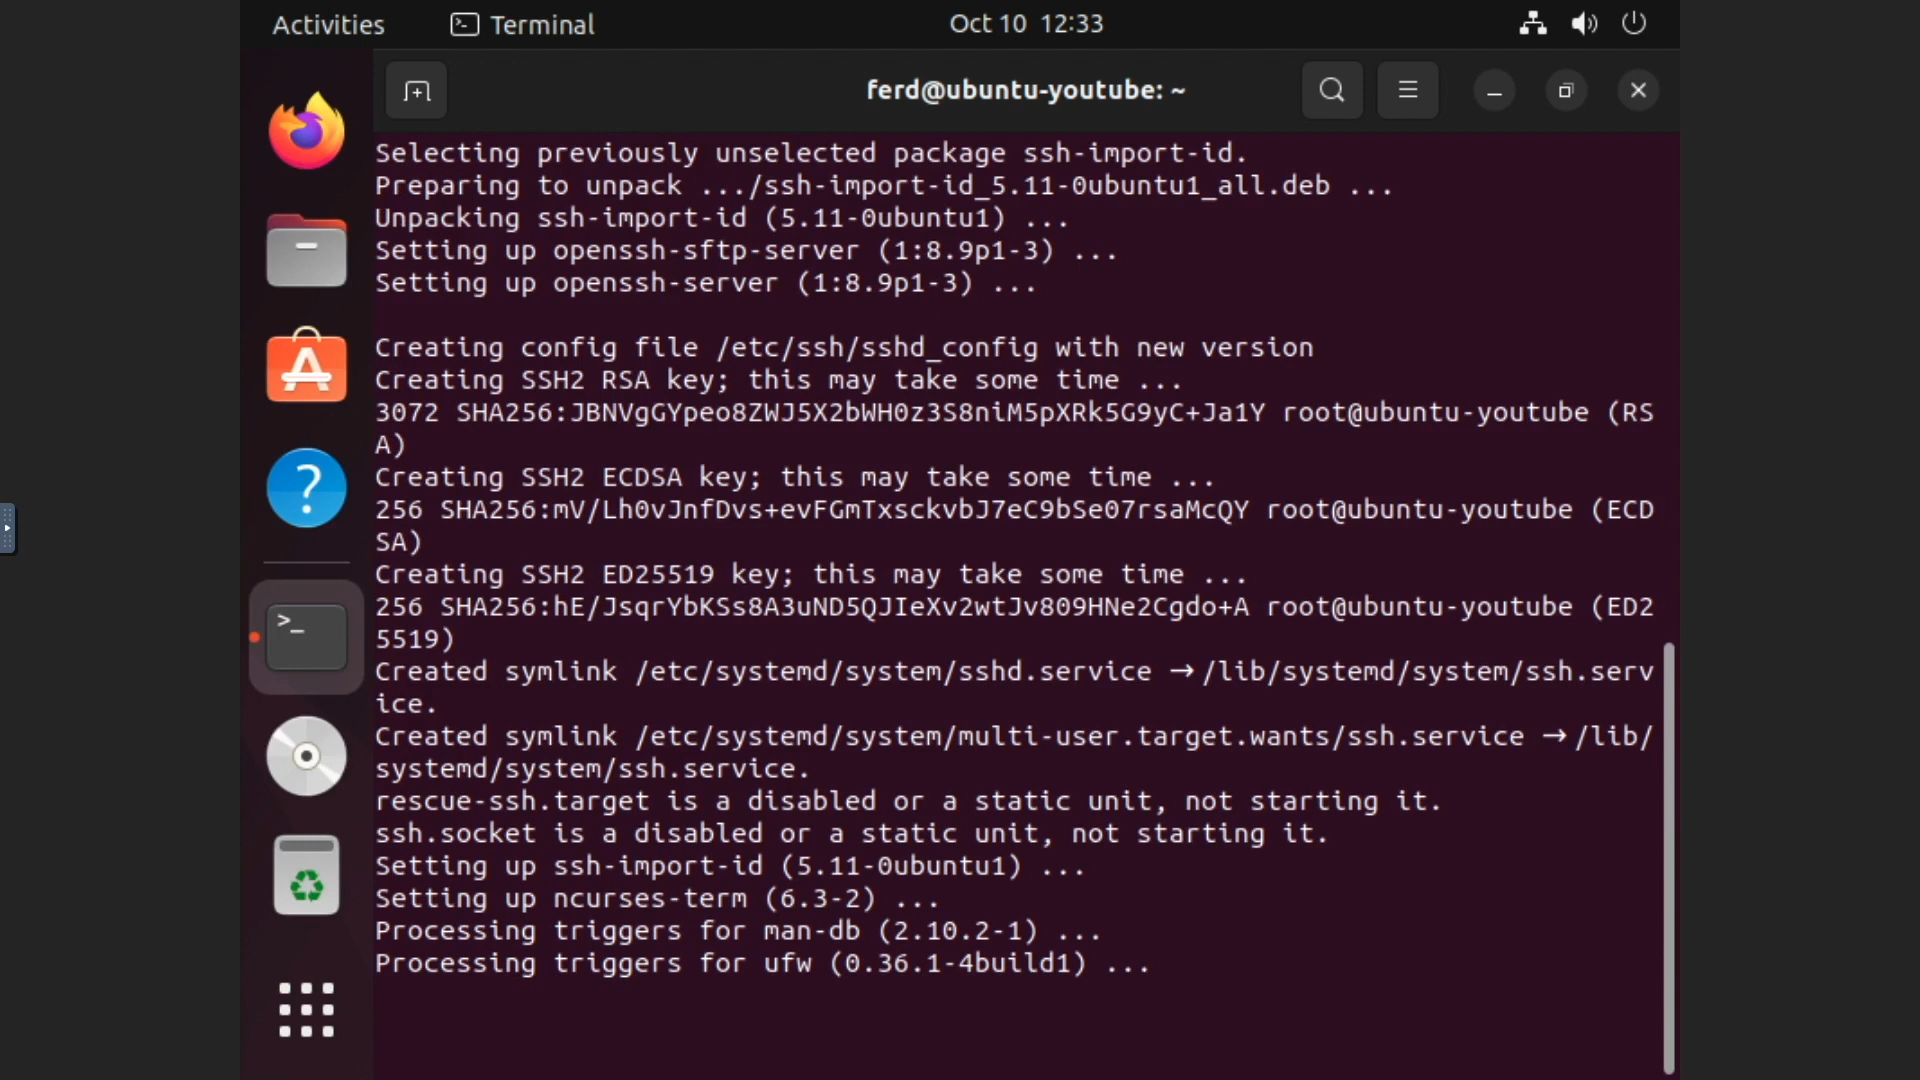 Activities Terminal Oct 10 12:33
ferd@ubuntu-youtube: ~
Selecting previously unselected package ssh-import-id.
Preparing to unpack .../ssh-import-id_5.11-0ubuntu1_all.deb ...
Unpacking ssh-import-id (5.11-0ubuntu1) ...
Setting up openssh-sftp-server (1:8.9p1-3) ...
Setting up openssh-server (1:8.9p1-3) ...
Creating config file /etc/ssh/sshd_config with new version
Creating SSH2 RSA key; this may take some time ...
3072 SHA256:JBNVgGYpeo8ZWJ5X2bWH0z3S8niM5pXRk5G9yC+Ja1Y root@ubuntu-youtube (RS
A)
Creating SSH2 ECDSA key; this may take some time ...
256 SHA256:mV/Lh0vJnfDvs+evFGmTxsckvbJ7eC9bSe07rsaMcQY root@ubuntu-youtube (ECD
SA)
Creating SSH2 ED25519 key; this may take some time ...
256 SHA256:hE/JsqrYbKSs8A3uND5QJIeXv2wtJv809HNe2Cgdo+A root@ubuntu-youtube (ED2
5519)
Created symlink /etc/systemd/system/sshd.service → /lib/systemd/system/ssh.serv
ice.
Created symlink /etc/systemd/system/multi-user.target.wants/ssh.service → /lib/
systemd/system/ssh.service.
rescue-ssh.target is a disabled or a static unit, not starting it.
ssh.socket is a disabled or a static unit, not starting it.
Setting up ssh-import-id (5.11-0ubuntu1) ...
Setting up ncurses-term (6.3-2) ...
Processing triggers for man-db (2.10.2-1) ...
Processing triggers for ufw (0.36.1-4build1) ...